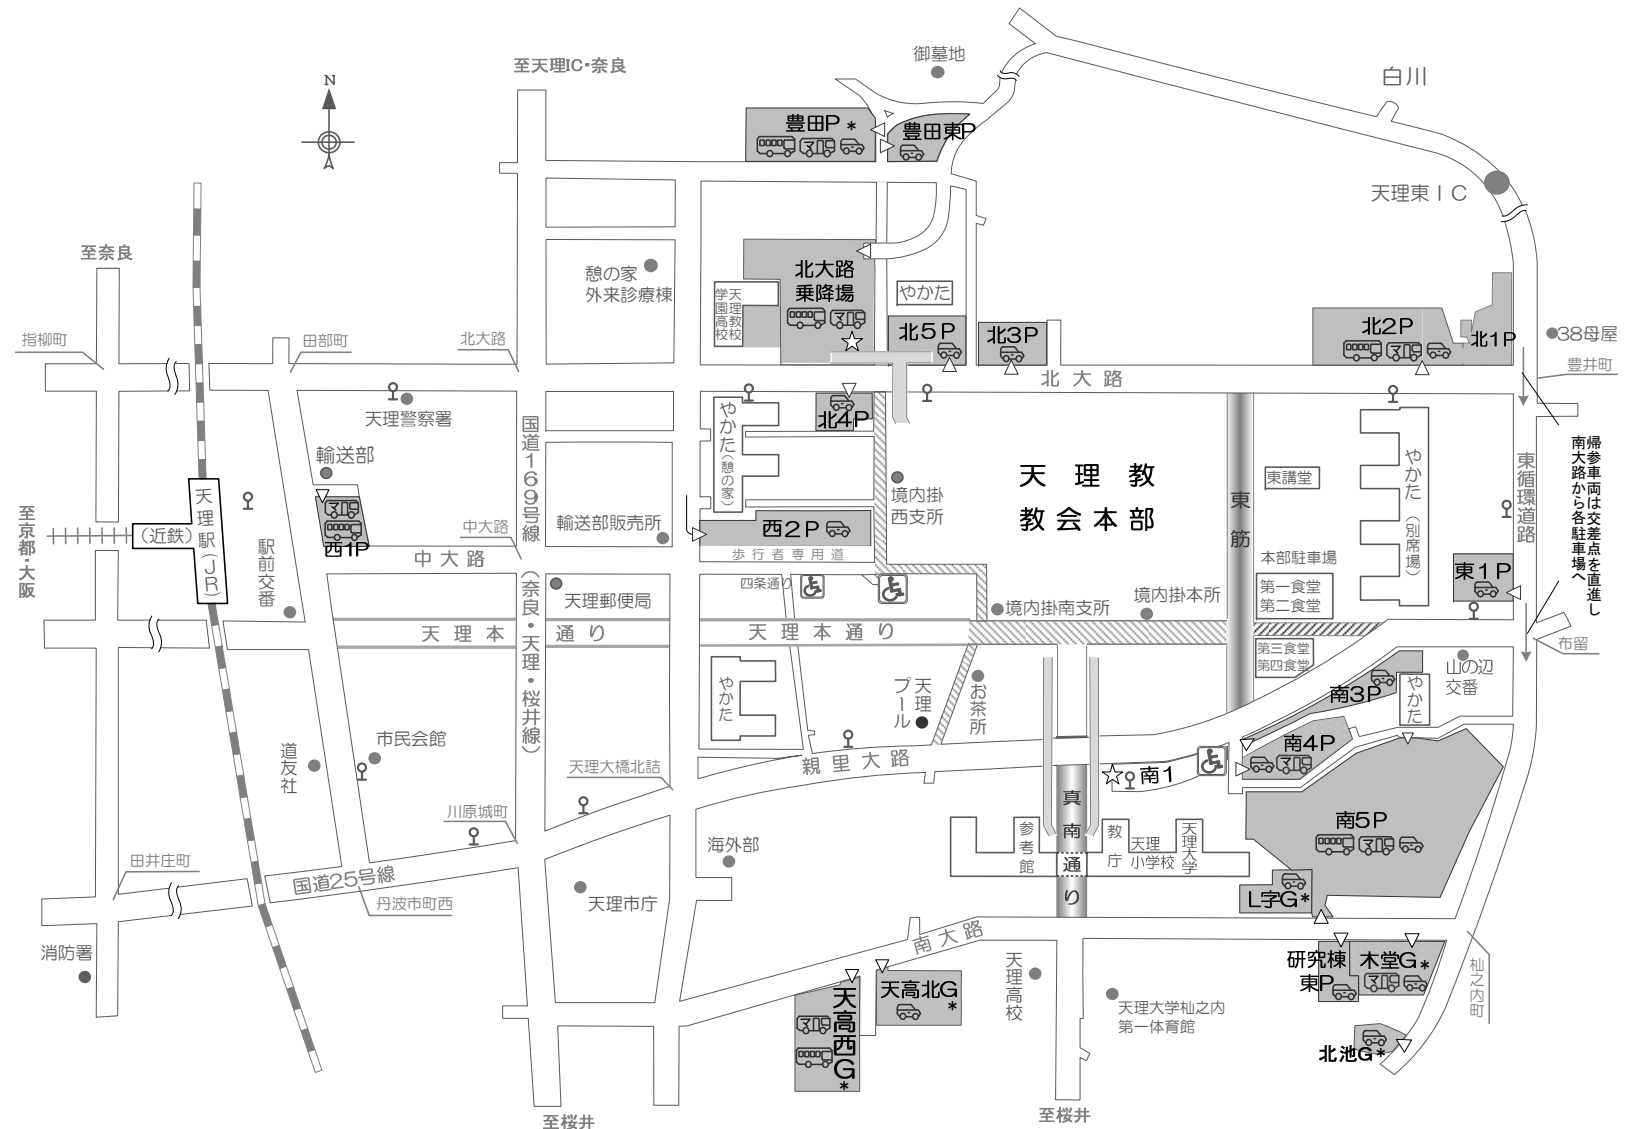 至天理IC・奈良
御墓地
白川
N
豊田P *
豊田東P
天理東IC
至奈良
憩の家
外来診療棟
天理教校
学園高校
北大路
乗降場
やかた
北5P
北3P
北2P
北1P
38母屋
豊井町
指柳町
田部町
北大路
北大路
天理警察署
輸送部
国道169号線
(奈良・天理・桜井線)
やかた(憩の家)
北4P
境内掛
西支所
天理教
教会本部
東筋
東講堂
やかた(別席場)
東循環道路
帰参車両は交差点を直進し
南大路から各駐車場へ
至京都・大阪
(近鉄)
天理駅(JR)
駅前交番
西1P
中大路
中大路
輸送部販売所
西2P
歩行者専用道
四条通り
本部駐車場
第一食堂
第二食堂
東1P
天理郵便局
境内掛南支所
境内掛本所
天理本通り
天理本通り
第三食堂
第四食堂
布留
山の辺
交番
やかた
天理
プール
お茶所
南3P
やかた
南4P
道友社
市民会館
天理大橋北詰
親里大路
南1
川原城町
真南通り
南5P
参考館
教庁
天理
小学校
天理大学
海外部
田井庄町
国道25号線
丹波市町西
天理市庁
L字G*
消防署
南大路
天理高校
天高北G
*
天高西G
*
研究棟
東P
木堂G*
杣之内町
天理大学杣之内
第一体育館
北池G*
至桜井
至桜井